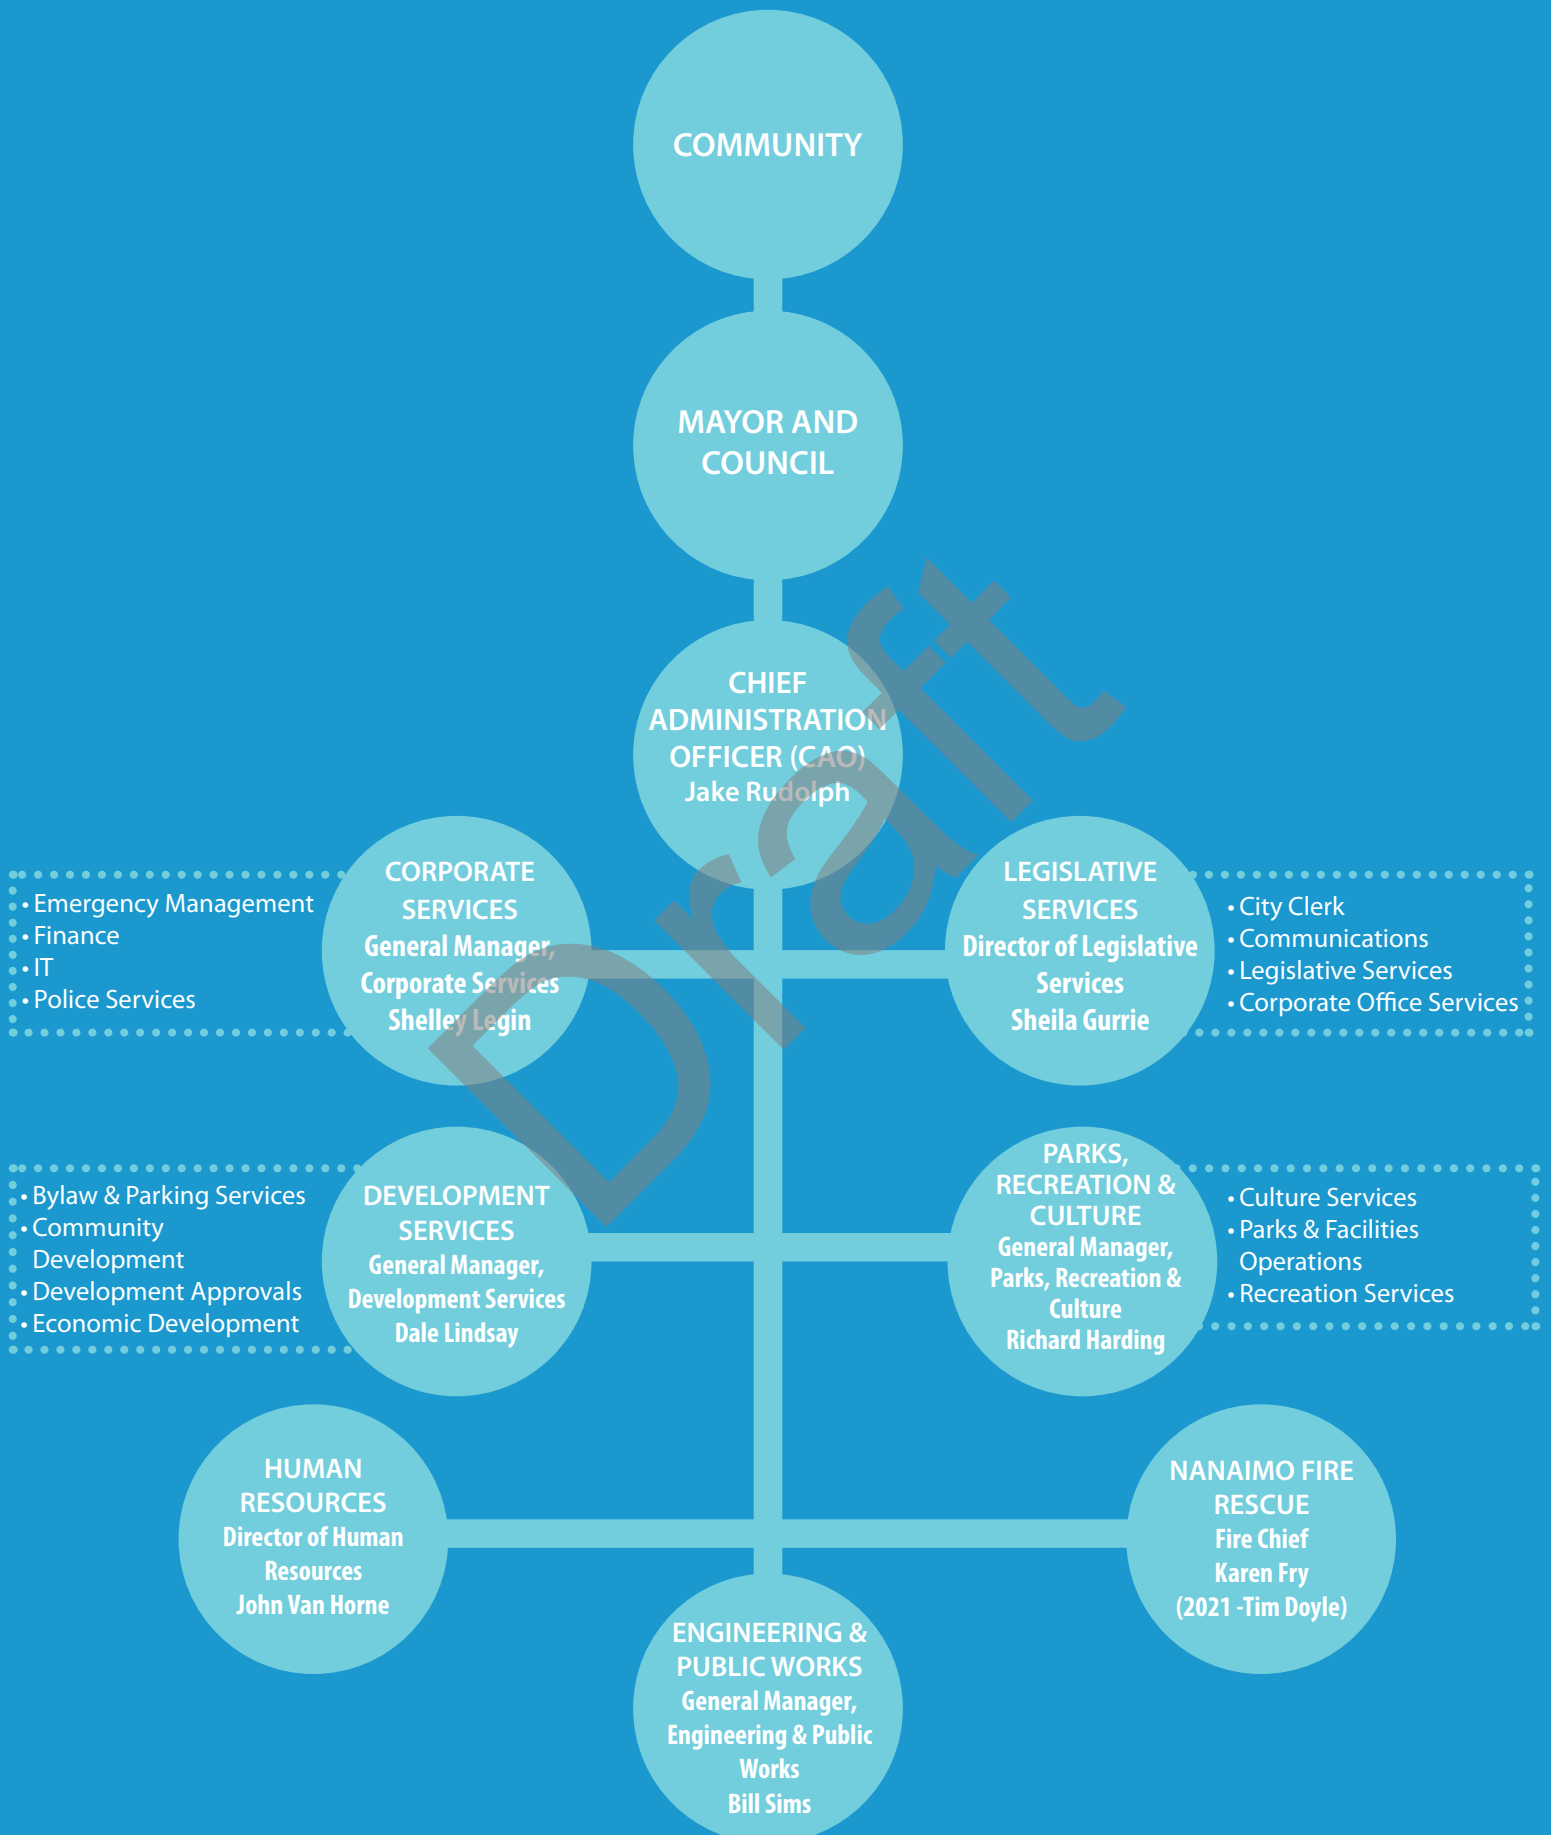 COMMUNITY
MAYOR AND
COUNCIL
CHIEF
ADMINISTRATION
OFFICER (CAO)
Jake Rudolph
• Emergency Management
• Finance
• IT
• Police Services
CORPORATE
SERVICES
General Manager,
Corporate Services
Shelley Legin
LEGISLATIVE
SERVICES
Director of Legislative
Services
Sheila Gurrie
• City Clerk
• Communications
• Legislative Services
• Corporate Office Services
• Bylaw & Parking Services
• Community
Development
• Development Approvals
• Economic Development
DEVELOPMENT
SERVICES
General Manager,
Development Services
Dale Lindsay
PARKS,
RECREATION &
CULTURE
General Manager,
Parks, Recreation &
Culture
Richard Harding
• Culture Services
• Parks & Facilities
Operations
• Recreation Services
HUMAN
RESOURCES
Director of Human
Resources
John Van Horne
NANAIMO FIRE
RESCUE
Fire Chief
Karen Fry
(2021 -Tim Doyle)
ENGINEERING &
PUBLIC WORKS
General Manager,
Engineering & Public
Works
Bill Sims
Draft